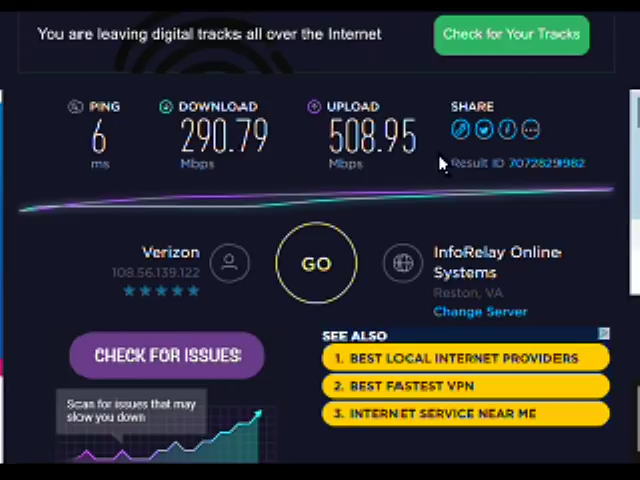 You are leaving digital tracks all over the Internet
Check for Your Tracks
PING
DOWNLOAD
UPLOAD
SHARE
6
290.79
508.95
ms
Mbps
Mbps
Result ID 7072829982
Verizon
108.56.139.122
GO
InfoRelay Online
Systems
Reston, VA
Change Server
CHECK FOR ISSUES
SEE ALSO
1. BEST LOCAL INTERNET PROVIDERS
2. BEST FASTEST VPN
3. INTERNET SERVICE NEAR ME
Scan for issues that may
slow you down